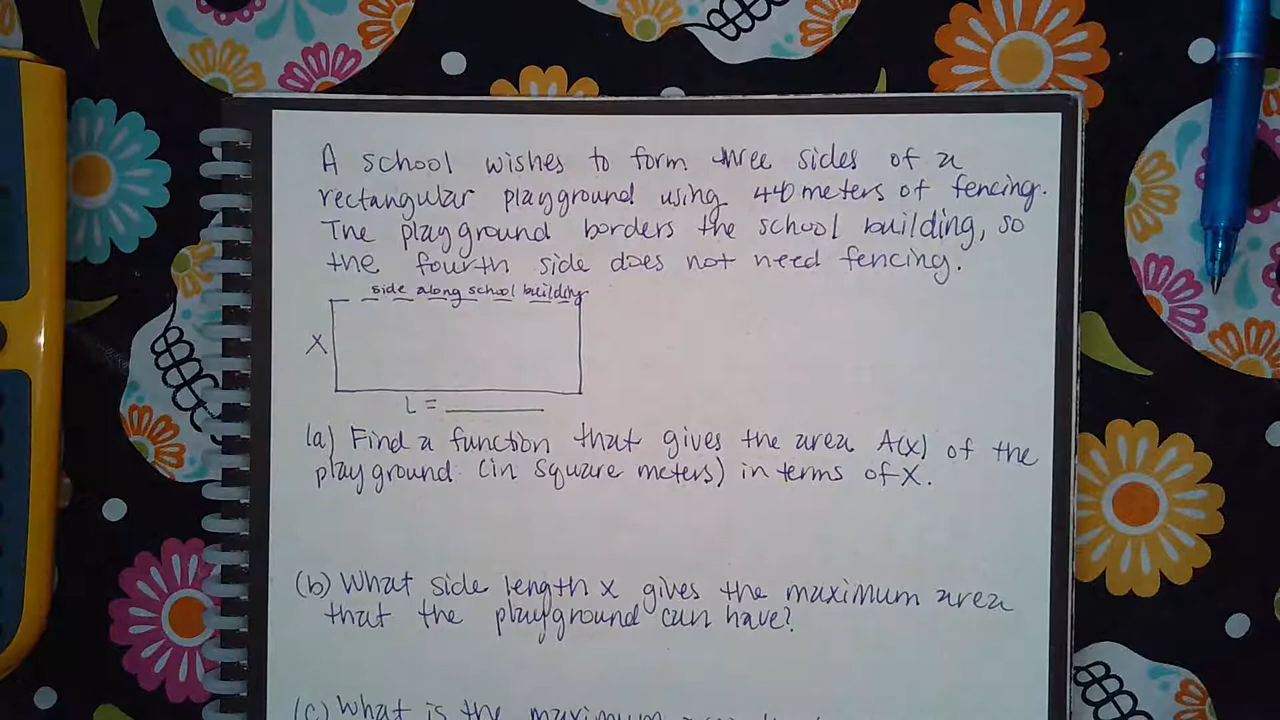 A school wishes to form three sides of a
rectangular playground using 440 meters of fencing.
The playground borders the school building, so
the fourth side does not need fencing.
side along school building
X
L = ________
(a) Find a function that gives the area A(x) of the
playground (in square meters) in terms of X.
(b) What side length x gives the maximum area
that the playground can have?
(c) What is the maximum